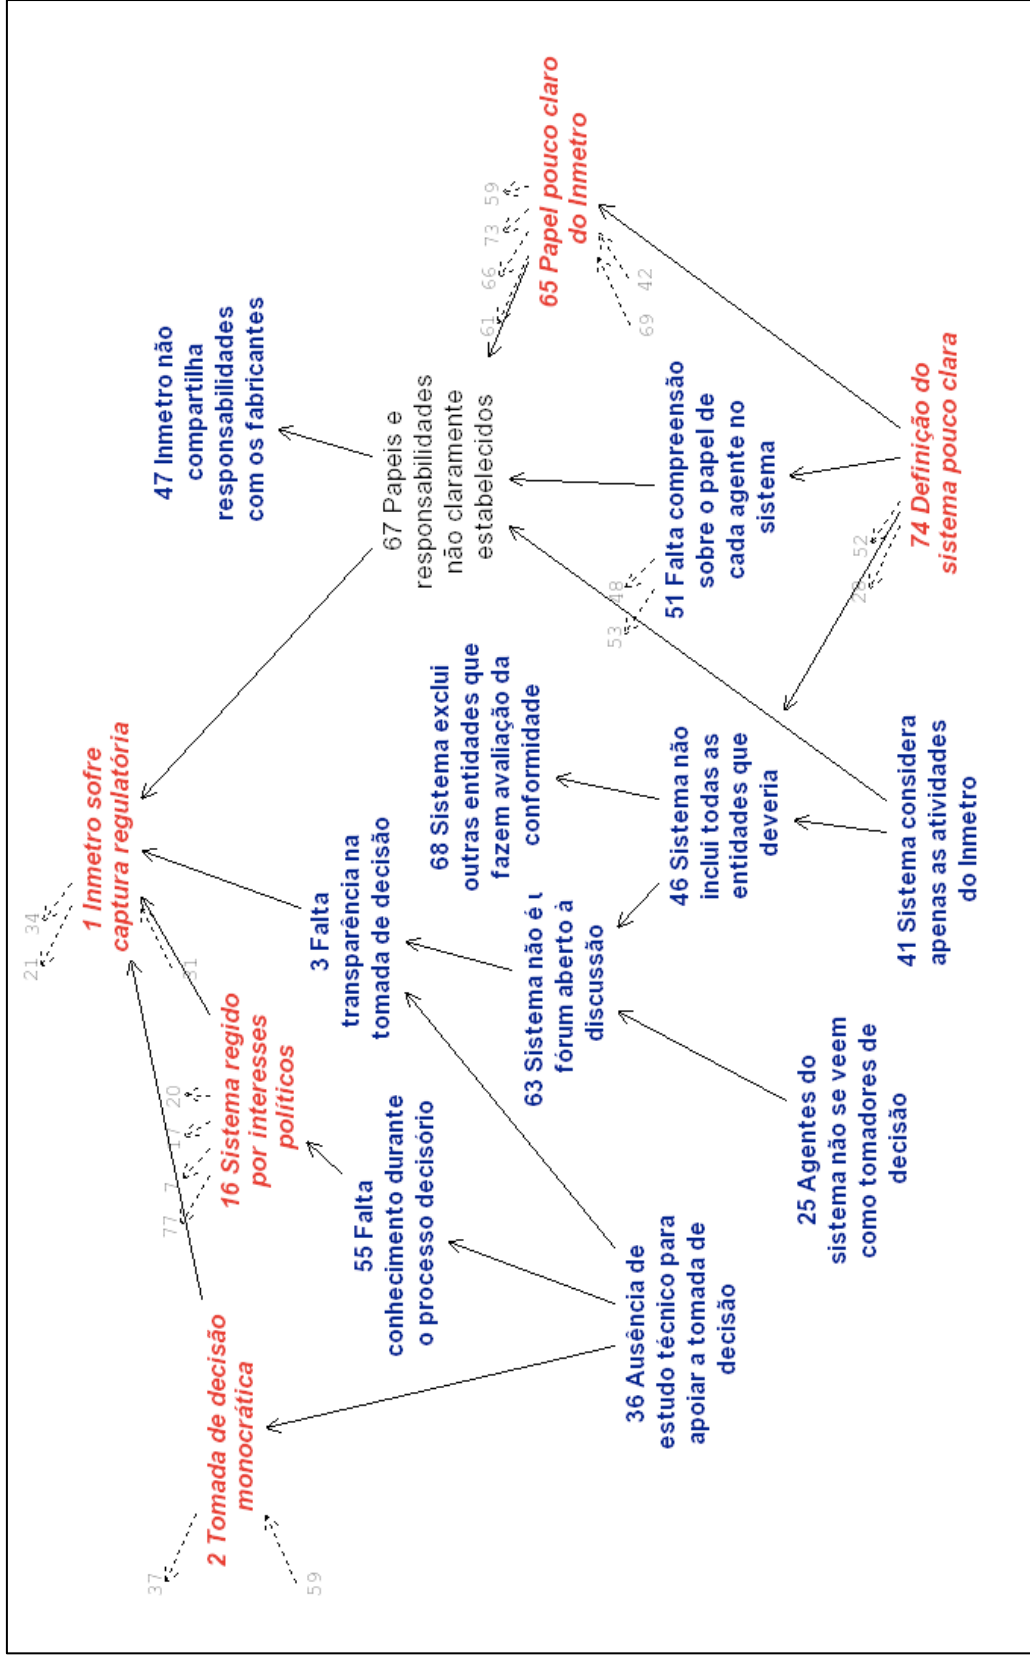 21
34
1 Inmetro sofre
captura regulatória
31
47 Inmetro não
compartilha
responsabilidades
com os fabricantes
37
2 Tomada de decisão
monocrática
59
77
7
17
20
16 Sistema regido
por interesses
políticos
3 Falta
transparência na
tomada de decisão
67 Papeis e
responsabilidades
não claramente
estabelecidos
61
66
73
59
65 Papel pouco claro
do Inmetro
69
42
55 Falta
conhecimento durante
o processo decisório
68 Sistema exclui
outras entidades que
fazem avaliação da
conformidade
63 Sistema não é
fórum aberto à
discussão
53
48
51 Falta compreensão
sobre o papel de
cada agente no
sistema
36 Ausência de
estudo técnico para
apoiar a tomada de
decisão
46 Sistema não
inclui todas as
entidades que
deveria
25 Agentes do
sistema não se veem
como tomadores de
decisão
41 Sistema considera
apenas as atividades
do Inmetro
52
74 Definição do
sistema pouco clara